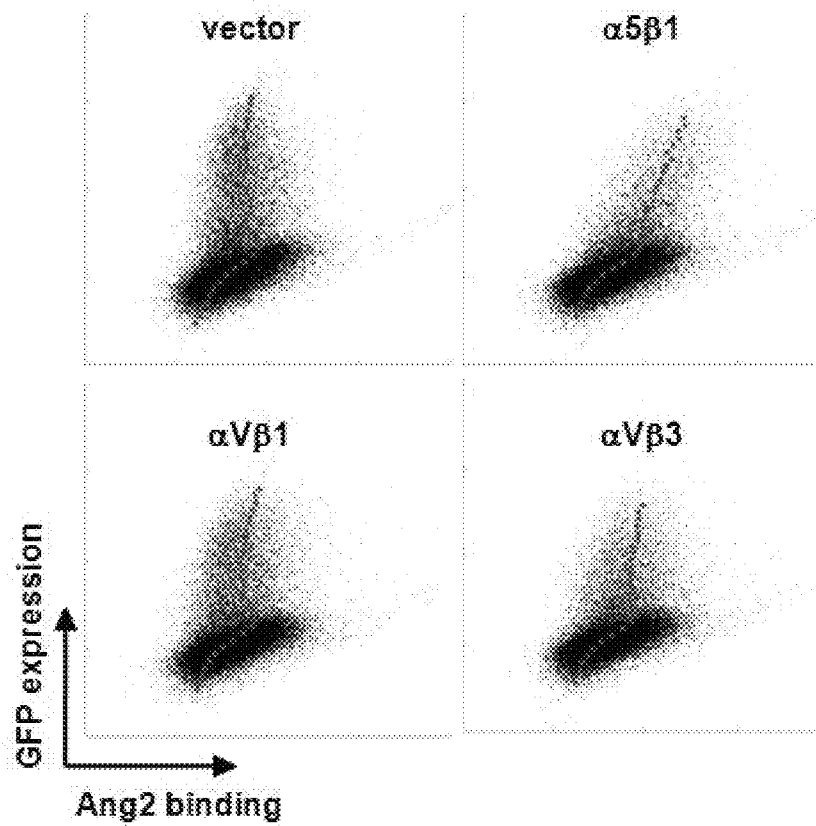 vector
α5β1
αVβ1
αVβ3
GFP expression
Ang2 binding